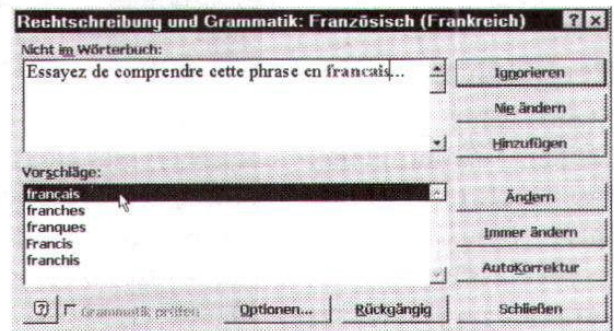 Rechtschreibung und Grammatik: Französisch (Frankreich)
Nicht im Wörterbuch:
Essayez de comprendre cette phrase en francais...
Ignorieren
Nie ändern
Hinzufügen
Vorschläge:
français
franches
franques
Francis
franchis
Ändern
Immer ändern
AutoKorrektur
Grammatik prüfen
Optionen...
Rückgängig
Schließen